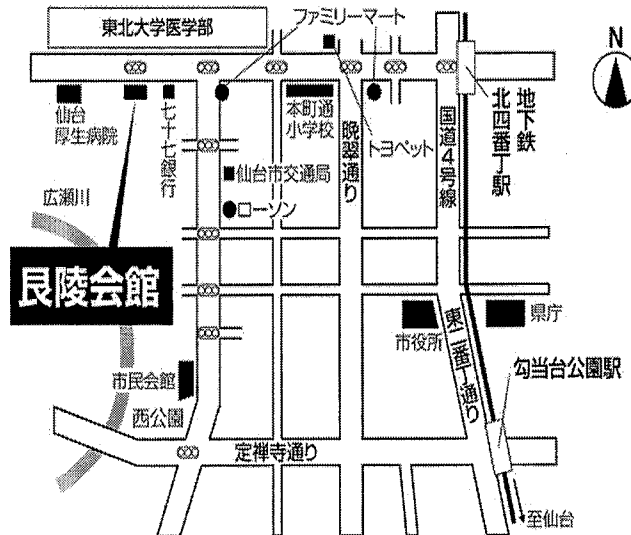 東北大学医学部
ファミリーマート
N
仙台
厚生病院
七十七銀行
本町通
小学校
晩翠通り
トヨペット
国道4号線
地下鉄
北四番丁駅
仙台市交通局
ローソン
広瀬川
艮陵会館
市役所
県庁
東二番丁通り
勾当台公園駅
市民会館
西公園
定禅寺通り
至仙台